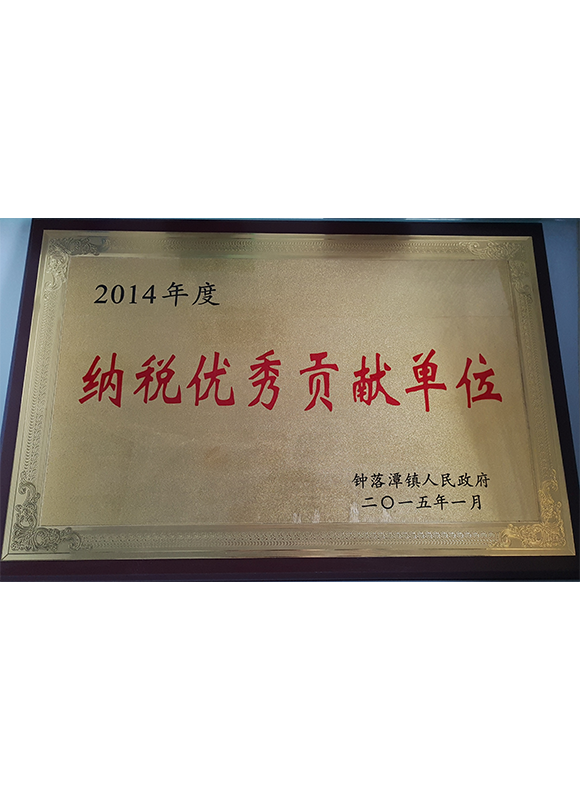 2014年度
纳税优秀贡献单位
钟落潭镇人民政府
二〇一五年一月